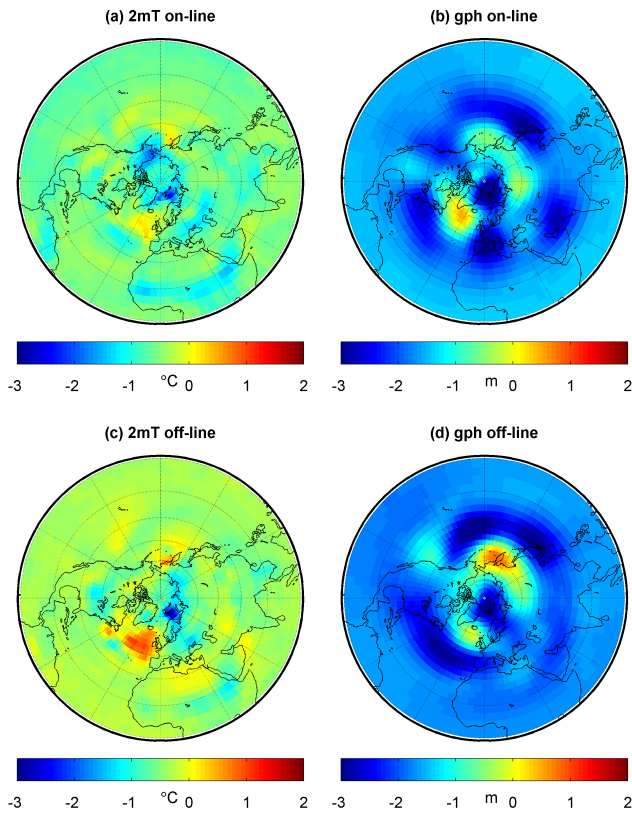 (a) 2mT on-line
(b) gph on-line
-3 -2 -1 °C 0 1 2
-3 -2 -1 m 0 1 2
(c) 2mT off-line
(d) gph off-line
-3 -2 -1 °C 0 1 2
-3 -2 -1 m 0 1 2